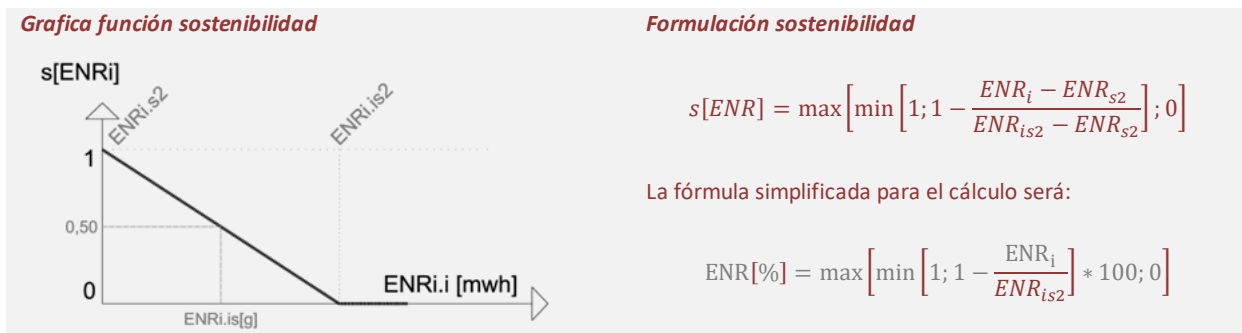 Grafica función sostenibilidad
s[ENRi]
ENRi.s2
ENRi.is2
1
0,50
0
ENRi.i [mwh]
ENRi.is[g]
Formulación sostenibilidad
s[ENR] = max[min[1; 1 − (ENR_i − ENR_s2)/(ENR_is2 − ENR_s2)]; 0]
La fórmula simplificada para el cálculo será:
ENR[%] = max[min[1; 1 − ENR_i/ENR_is2] * 100; 0]